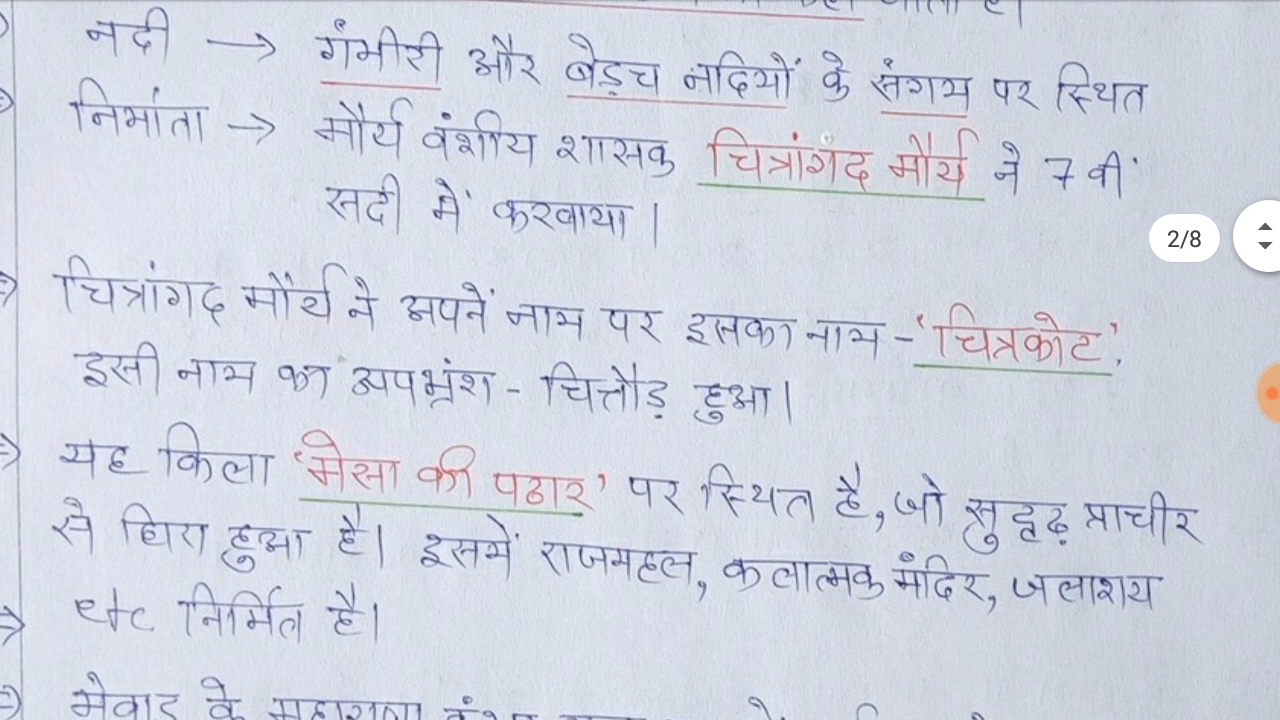 जाता है।
नदी → गंभीरी और बेड़च नदियों के संगम पर स्थित
निर्माता → मौर्य वंशीय शासक चित्रांगद मौर्य ने 7 वीं
सदी में करवाया।
2/8
⇒ चित्रांगद मौर्य ने अपनें नाम पर इसका नाम - 'चित्रकोट',
इसी नाम का अपभ्रंश - चित्तौड़ हुआ।
⇒ यह किला 'मेसा की पठार' पर स्थित है, जो सुदृढ़ प्राचीर
से घिरा हुआ है। इसमें राजमहल, कलात्मक मंदिर, जलाशय
⇒ etc निर्मित है।
⇒ मेवाड़ के महाराणा